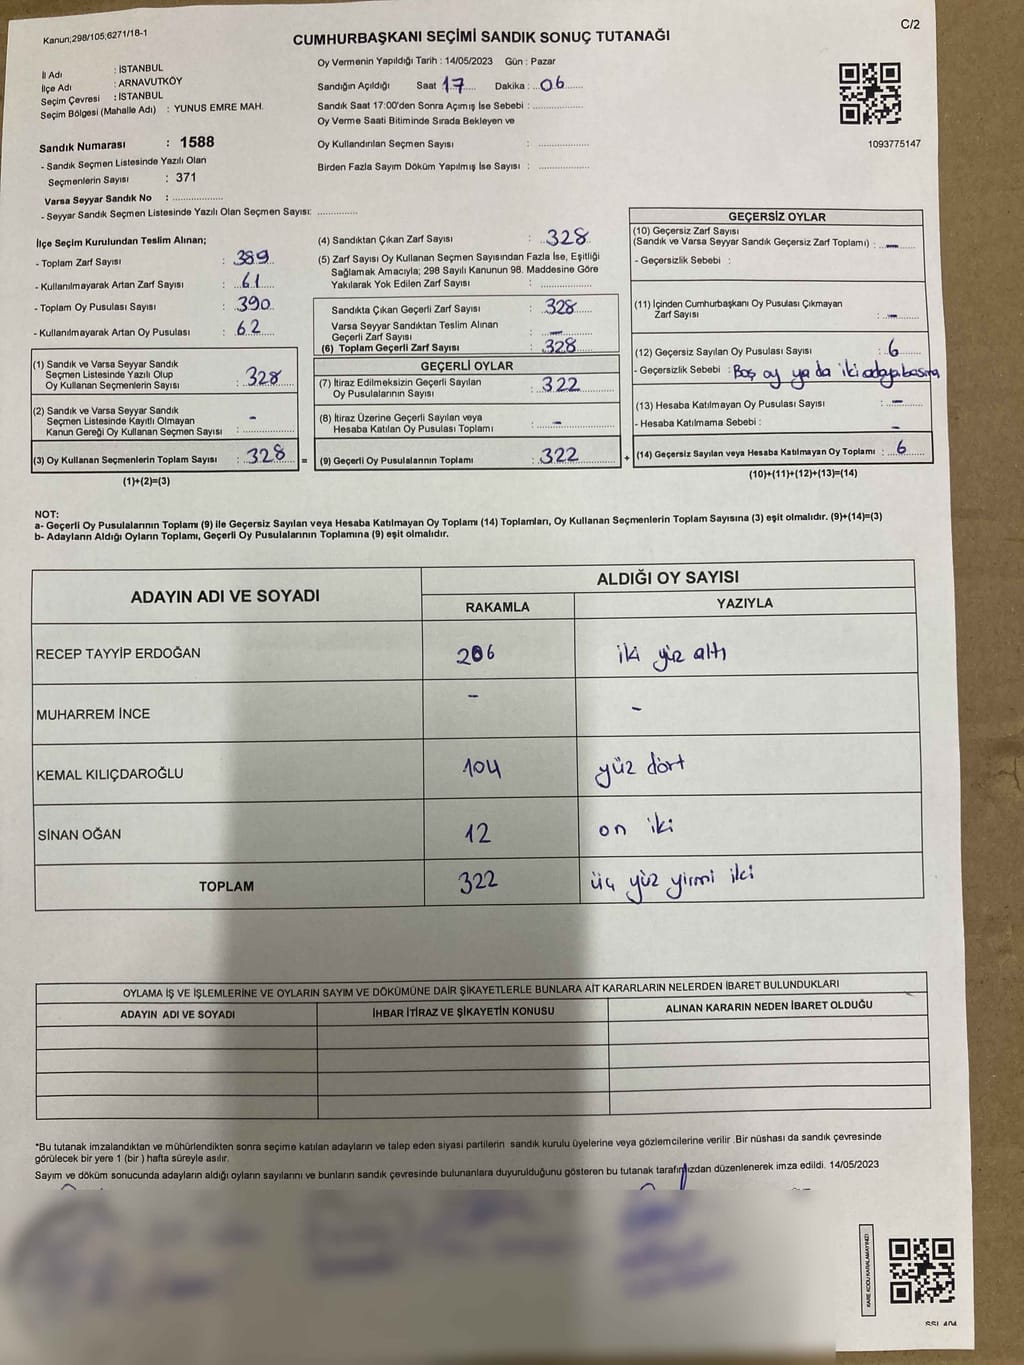 Kanun;298/105;6271/18-1
C/2
CUMHURBAŞKANI SEÇİMİ SANDIK SONUÇ TUTANAĞI
İl Adı : İSTANBUL
İlçe Adı : ARNAVUTKÖY
Seçim Çevresi : İSTANBUL
Seçim Bölgesi (Mahalle Adı) : YUNUS EMRE MAH.
Sandık Numarası : 1588
- Sandık Seçmen Listesinde Yazılı Olan
Seçmenlerin Sayısı : 371
Varsa Seyyar Sandık No : ....................
- Seyyar Sandık Seçmen Listesinde Yazılı Olan Seçmen Sayısı: ................
Oy Vermenin Yapıldığı Tarih : 14/05/2023 Gün : Pazar
Sandığın Açıldığı Saat 17 Dakika : 06
Sandık Saat 17:00'den Sonra Açımış İse Sebebi : ....................
Oy Verme Saati Bitiminde Sırada Bekleyen ve
Oy Kullandırılan Seçmen Sayısı : ....................
Birden Fazla Sayım Döküm Yapılmış İse Sayısı : ....................
1093775147
İlçe Seçim Kurulundan Teslim Alınan;
- Toplam Zarf Sayısı : 389
- Kullanılmayarak Artan Zarf Sayısı : 61
- Toplam Oy Pusulası Sayısı : 390
- Kullanılmayarak Artan Oy Pusulası : 62
(1) Sandık ve Varsa Seyyar Sandık
Seçmen Listesinde Yazılı Olup
Oy Kullanan Seçmenlerin Sayısı : 328
(2) Sandık ve Varsa Seyyar Sandık
Seçmen Listesinde Kayıtlı Olmayan
Kanun Gereği Oy Kullanan Seçmen Sayısı : -
(3) Oy Kullanan Seçmenlerin Toplam Sayısı : 328 =
(1)+(2)=(3)
(4) Sandıktan Çıkan Zarf Sayısı : 328
(5) Zarf Sayısı Oy Kullanan Seçmen Sayısından Fazla İse, Eşitliği
Sağlamak Amacıyla; 298 Sayılı Kanunun 98. Maddesine Göre
Yakılarak Yok Edilen Zarf Sayısı : ....................
Sandıkta Çıkan Geçerli Zarf Sayısı : 328
Varsa Seyyar Sandıktan Teslim Alınan
Geçerli Zarf Sayısı : -
(6) Toplam Geçerli Zarf Sayısı : 328
GEÇERLİ OYLAR
(7) İtiraz Edilmeksizin Geçerli Sayılan
Oy Pusulalarının Sayısı : 322
(8) İtiraz Üzerine Geçerli Sayılan veya
Hesaba Katılan Oy Pusulası Toplamı : -
(9) Geçerli Oy Pusulalarının Toplamı : 322 +
GEÇERSİZ OYLAR
(10) Geçersiz Zarf Sayısı
(Sandık ve Varsa Seyyar Sandık Geçersiz Zarf Toplamı) : -
- Geçersizlik Sebebi :
(11) İçinden Cumhurbaşkanı Oy Pusulası Çıkmayan
Zarf Sayısı : -
(12) Geçersiz Sayılan Oy Pusulası Sayısı : 6
- Geçersizlik Sebebi : Boş oy ya da iki adaya basma
(13) Hesaba Katılmayan Oy Pusulası Sayısı : -
- Hesaba Katılmama Sebebi : -
(14) Geçersiz Sayılan veya Hesaba Katılmayan Oy Toplamı : 6
(10)+(11)+(12)+(13)=(14)
NOT:
a- Geçerli Oy Pusulalarının Toplamı (9) ile Geçersiz Sayılan veya Hesaba Katılmayan Oy Toplamı (14) Toplamları, Oy Kullanan Seçmenlerin Toplam Sayısına (3) eşit olmalıdır. (9)+(14)=(3)
b- Adayların Aldığı Oyların Toplamı, Geçerli Oy Pusulalarının Toplamına (9) eşit olmalıdır.
ADAYIN ADI VE SOYADI
ALDIĞI OY SAYISI
RAKAMLA YAZIYLA
RECEP TAYYİP ERDOĞAN 206 iki yüz altı
MUHARREM İNCE - -
KEMAL KILIÇDAROĞLU 104 yüz dört
SİNAN OĞAN 12 on iki
TOPLAM 322 üç yüz yirmi iki
OYLAMA İŞ VE İŞLEMLERİNE VE OYLARIN SAYIM VE DÖKÜMÜNE DAİR ŞİKAYETLERLE BUNLARA AİT KARARLARIN NELERDEN İBARET BULUNDUKLARI
ADAYIN ADI VE SOYADI İHBAR İTİRAZ VE ŞİKAYETİN KONUSU ALINAN KARARIN NEDEN İBARET OLDUĞU
*Bu tutanak imzalandıktan ve mühürlendikten sonra seçime katılan adayların ve talep eden siyasi partilerin sandık kurulu üyelerine veya gözlemcilerine verilir .Bir nüshası da sandık çevresinde
görülecek bir yere 1 (bir ) hafta süreyle asılır.
Sayım ve döküm sonucunda adayların aldığı oyların sayılarını ve bunların sandık çevresinde bulunanlara duyurulduğunu gösteren bu tutanak tarafımızdan düzenlenerek imza edildi. 14/05/2023
KARE KODU KARALAMAYINIZ!